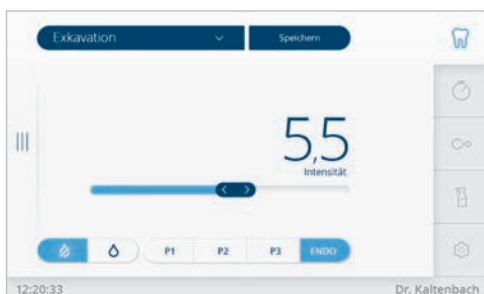 Exkavation Speichern
5,5
Intensität
P1 P2 P3 ENDO
12:20:33 Dr. Kaltenbach